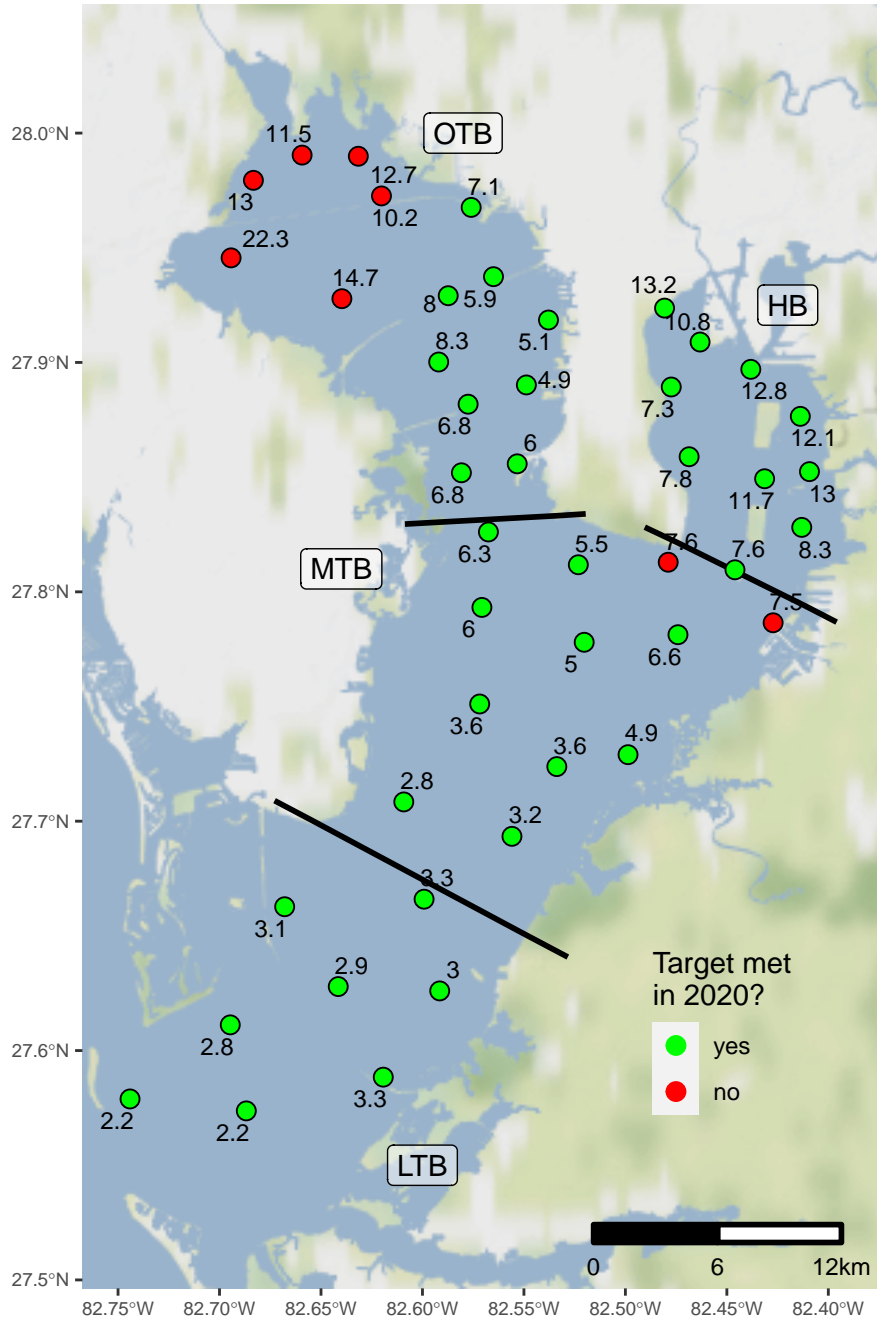 28.0°N
27.9°N
27.8°N
27.7°N
27.6°N
27.5°N
82.75°W
82.70°W
82.65°W
82.60°W
82.55°W
82.50°W
82.45°W
82.40°W
OTB
HB
MTB
LTB
11.5
12.7
13
10.2
7.1
22.3
14.7
8
5.9
5.1
8.3
4.9
6.8
6
6.8
13.2
10.8
12.8
7.3
12.1
7.8
11.7
13
8.3
6.3
5.5
7.6
7.6
7.5
6
5
6.6
3.6
3.6
4.9
2.8
3.2
3.3
3.1
2.9
3
2.8
3.3
2.2
2.2
Target met
in 2020?
yes
no
0 6 12km